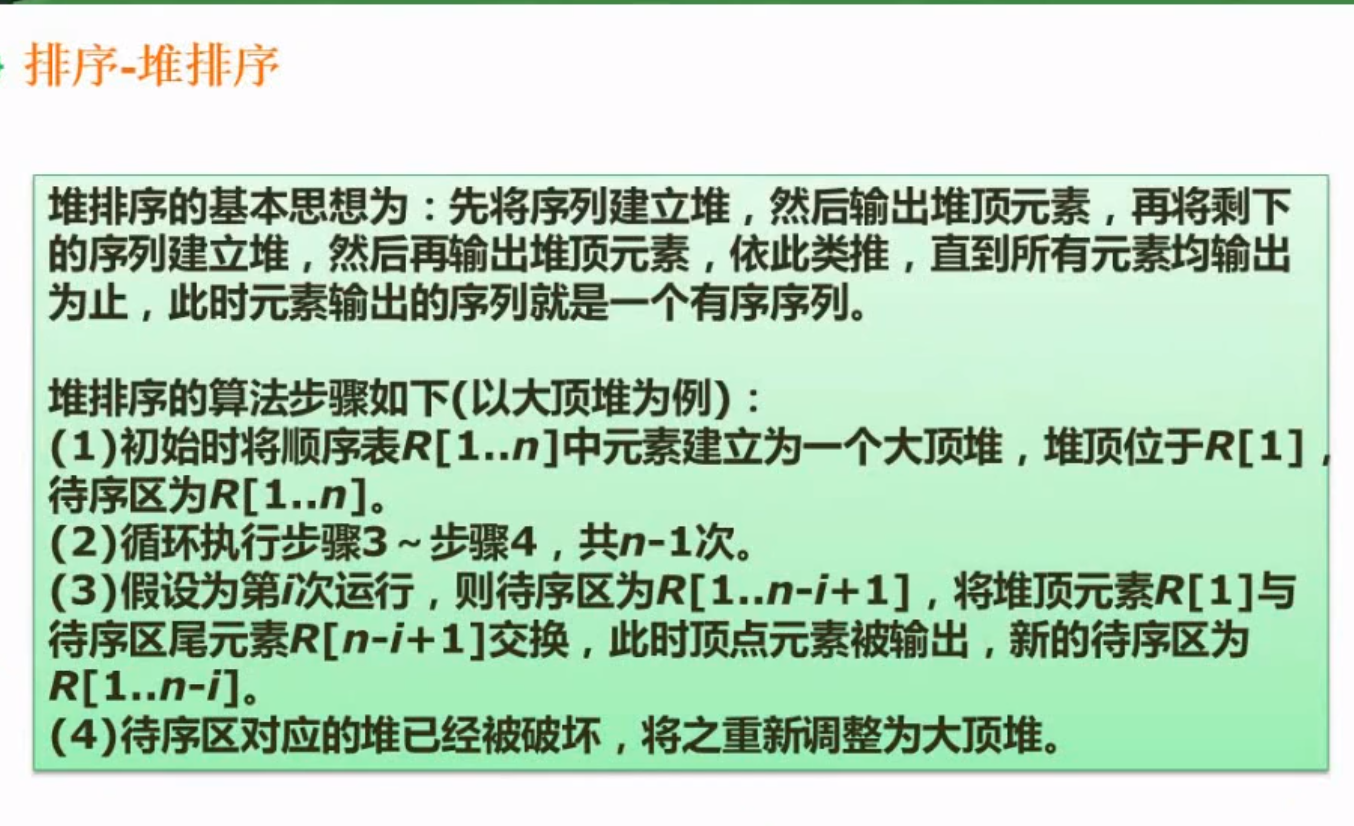 排序-堆排序
堆排序的基本思想为：先将序列建立堆，然后输出堆顶元素，再将剩下
的序列建立堆，然后再输出堆顶元素，依此类推，直到所有元素均输出
为止，此时元素输出的序列就是一个有序序列。
堆排序的算法步骤如下(以大顶堆为例)：
(1)初始时将顺序表R[1..n]中元素建立为一个大顶堆，堆顶位于R[1]，
待序区为R[1..n]。
(2)循环执行步骤3～步骤4，共n-1次。
(3)假设为第i次运行，则待序区为R[1..n-i+1]，将堆顶元素R[1]与
待序区尾元素R[n-i+1]交换，此时顶点元素被输出，新的待序区为
R[1..n-i]。
(4)待序区对应的堆已经被破坏，将之重新调整为大顶堆。